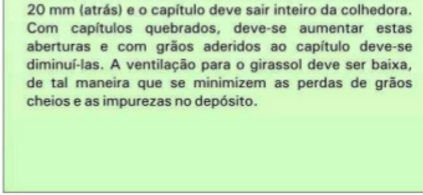 20 mm (atrás) e o capítulo deve sair inteiro da colhedora.
Com capítulos quebrados, deve-se aumentar estas
aberturas e com grãos aderidos ao capítulo deve-se
diminuí-las. A ventilação para o girassol deve ser baixa,
de tal maneira que se minimizem as perdas de grãos
cheios e as impurezas no depósito.